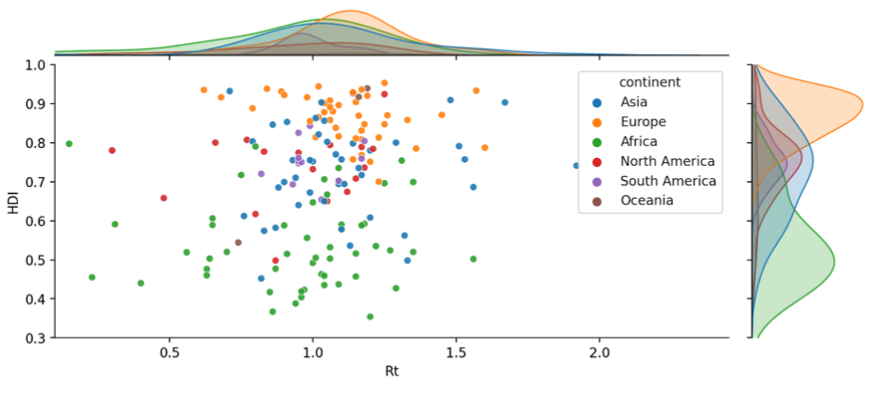 1.0
0.9
0.8
0.7
0.6
0.5
0.4
0.3
HDI
continent
Asia
Europe
Africa
North America
South America
Oceania
0.5 1.0 1.5 2.0
Rt